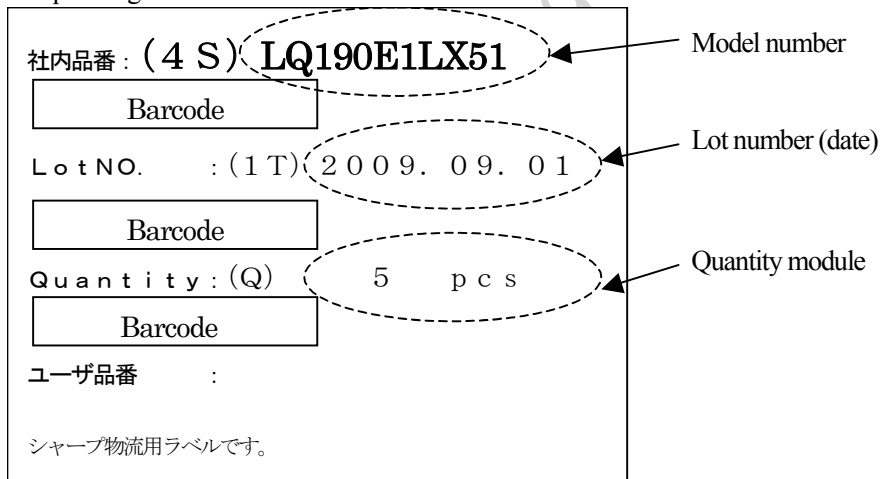 社内品番 : (4 S) LQ190E1LX51
Model number
Barcode
LotNO. : (1T) 2009. 09. 01
Lot number (date)
Barcode
Quantity : (Q) 5 pcs
Quantity module
Barcode
ユーザ品番 :
シャープ物流用ラベルです。